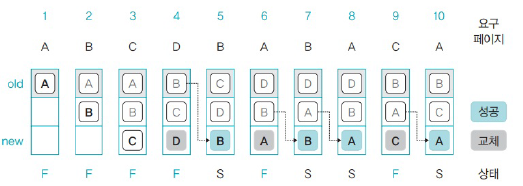 1 2 3 4 5 6 7 8 9 10 요구
A B C D B A B A C A 페이지
old A A A B C D D D B B
B B C D B A B A C 성공
new C D B A B A C A 교체
F F F F S F S S F S 상태